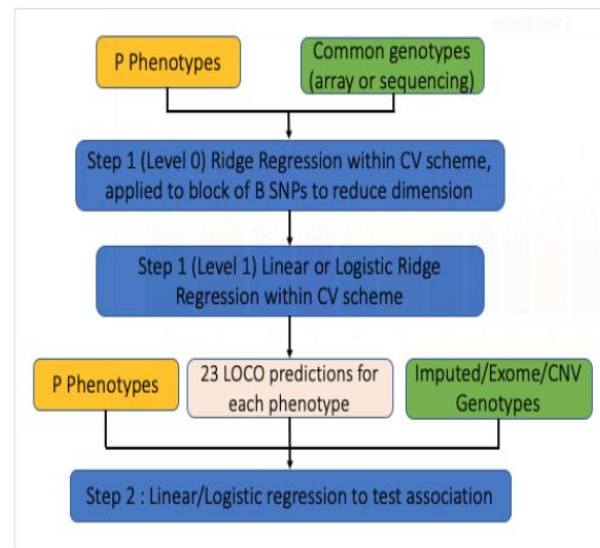 P Phenotypes
Common genotypes
(array or sequencing)
Step 1 (Level 0) Ridge Regression within CV scheme,
applied to block of B SNPs to reduce dimension
Step 1 (Level 1) Linear or Logistic Ridge
Regression within CV scheme
P Phenotypes
23 LOCO predictions for
each phenotype
Imputed/Exome/CNV
Genotypes
Step 2 : Linear/Logistic regression to test association